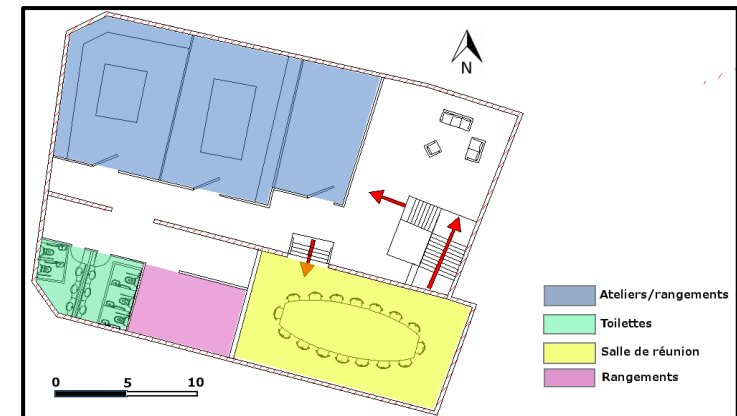 N
Ateliers/rangements
Toilettes
Salle de réunion
Rangements
0 5 10